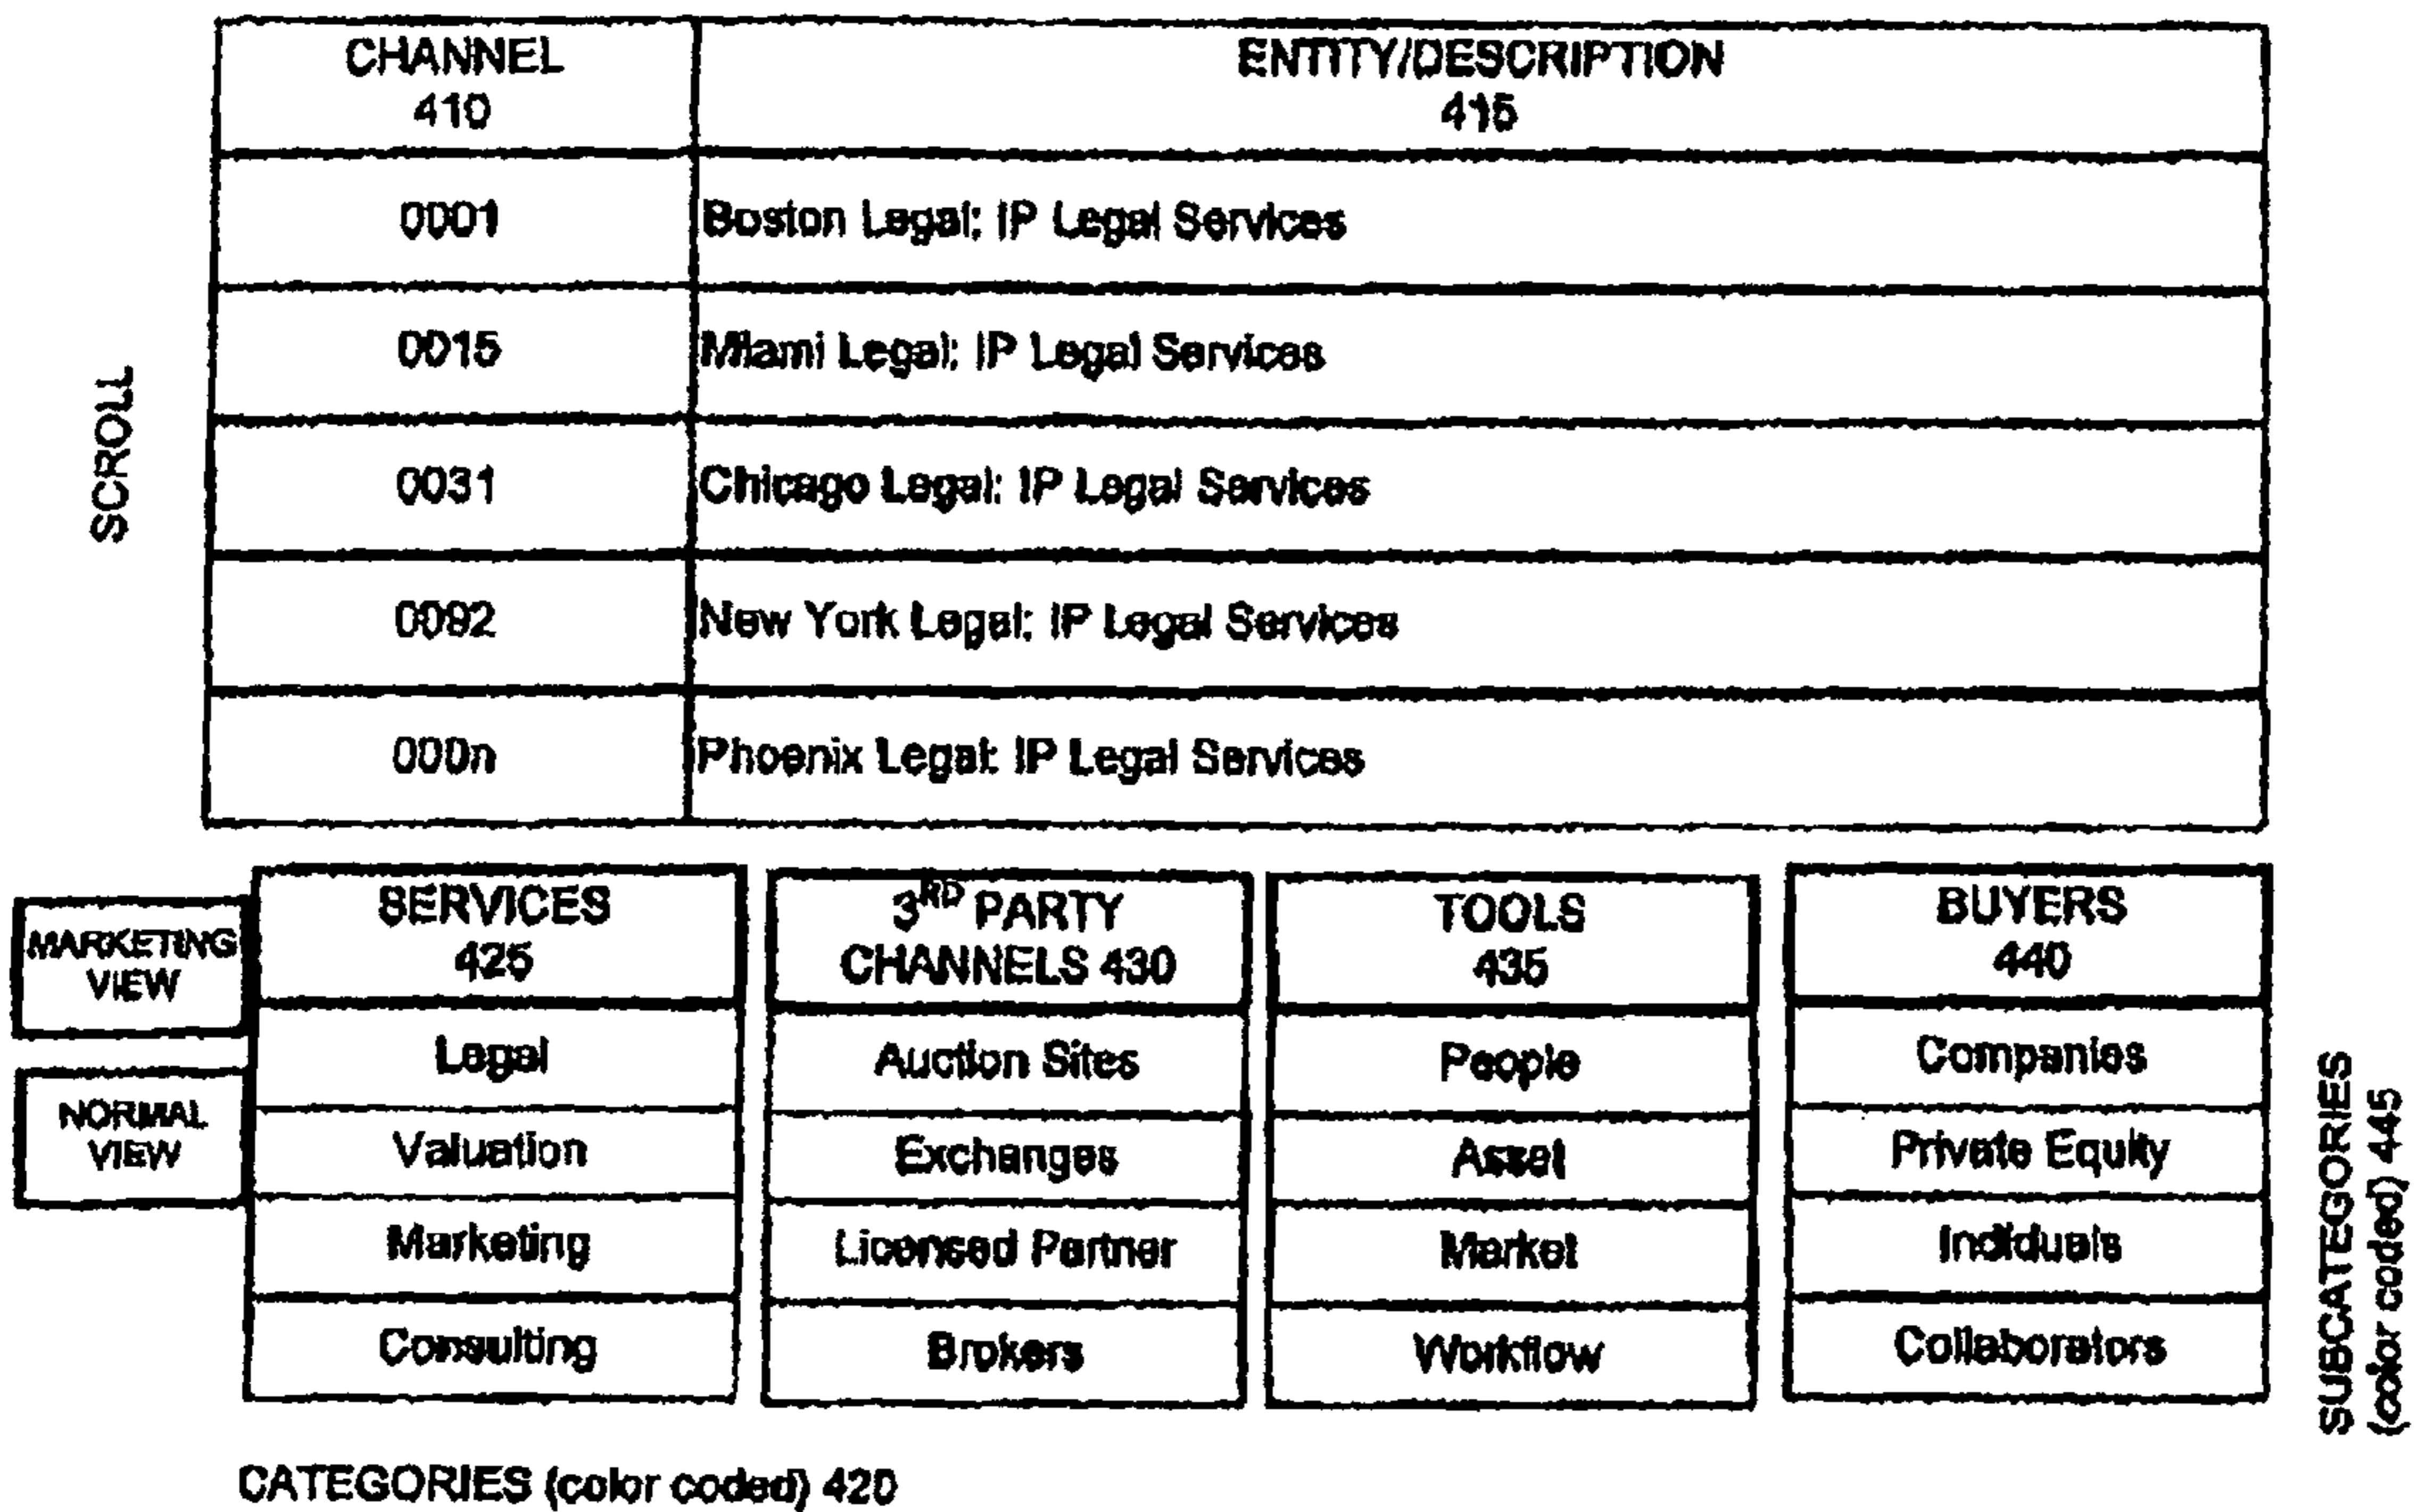 CHANNEL
410
ENTITY/DESCRIPTION
415
0001
Boston Legal: IP Legal Services
0015
Miami Legal: IP Legal Services
0031
Chicago Legal: IP Legal Services
0092
New York Legal: IP Legal Services
000n
Phoenix Legal: IP Legal Services
SCROLL
MARKETING
VIEW
NORMAL
VIEW
SERVICES
425
Legal
Valuation
Marketing
Consulting
3RD PARTY
CHANNELS 430
Auction Sites
Exchanges
Licensed Partner
Brokers
TOOLS
435
People
Asset
Market
Workflow
BUYERS
440
Companies
Private Equity
Indiduals
Collaborators
SUBCATEGORIES
(color coded) 445
CATEGORIES (color coded) 420